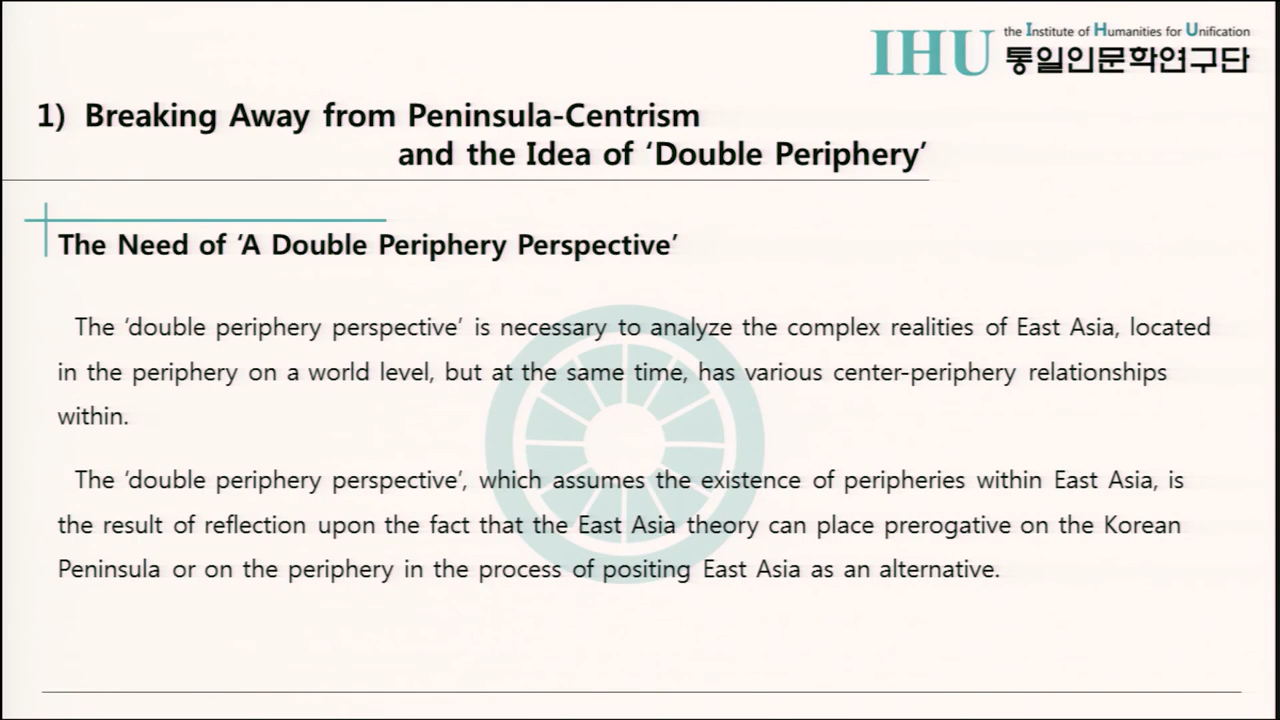 IHU the Institute of Humanities for Unification
통일인문학연구단
1) Breaking Away from Peninsula-Centrism
and the Idea of ‘Double Periphery’
The Need of ‘A Double Periphery Perspective’
The ‘double periphery perspective’ is necessary to analyze the complex realities of East Asia, located
in the periphery on a world level, but at the same time, has various center-periphery relationships
within.
The ‘double periphery perspective’, which assumes the existence of peripheries within East Asia, is
the result of reflection upon the fact that the East Asia theory can place prerogative on the Korean
Peninsula or on the periphery in the process of positing East Asia as an alternative.